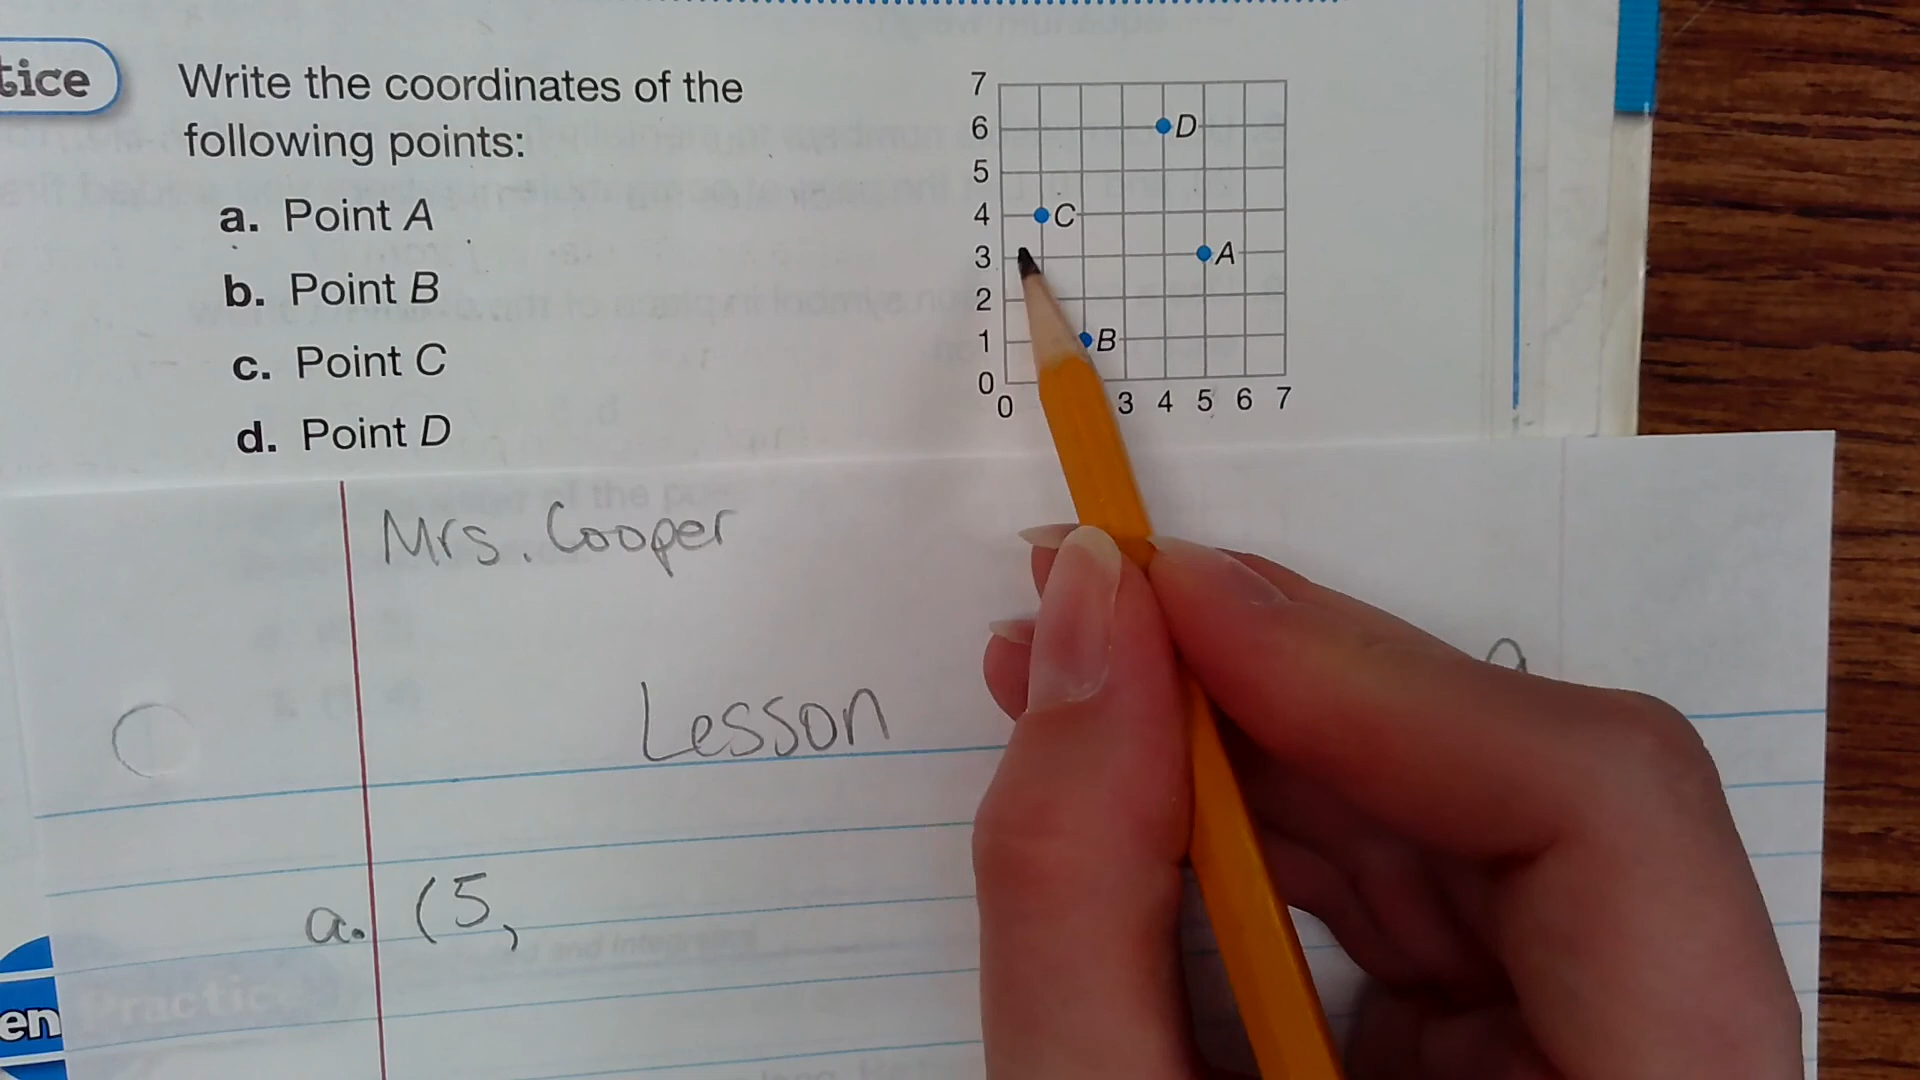 tice
Write the coordinates of the
following points:
a. Point A
b. Point B
c. Point C
d. Point D
7
6
5
4
3
2
1
0
D
C
A
B
0 3 4 5 6 7
Mrs. Cooper
Lesson
a. (5,
en
Practice